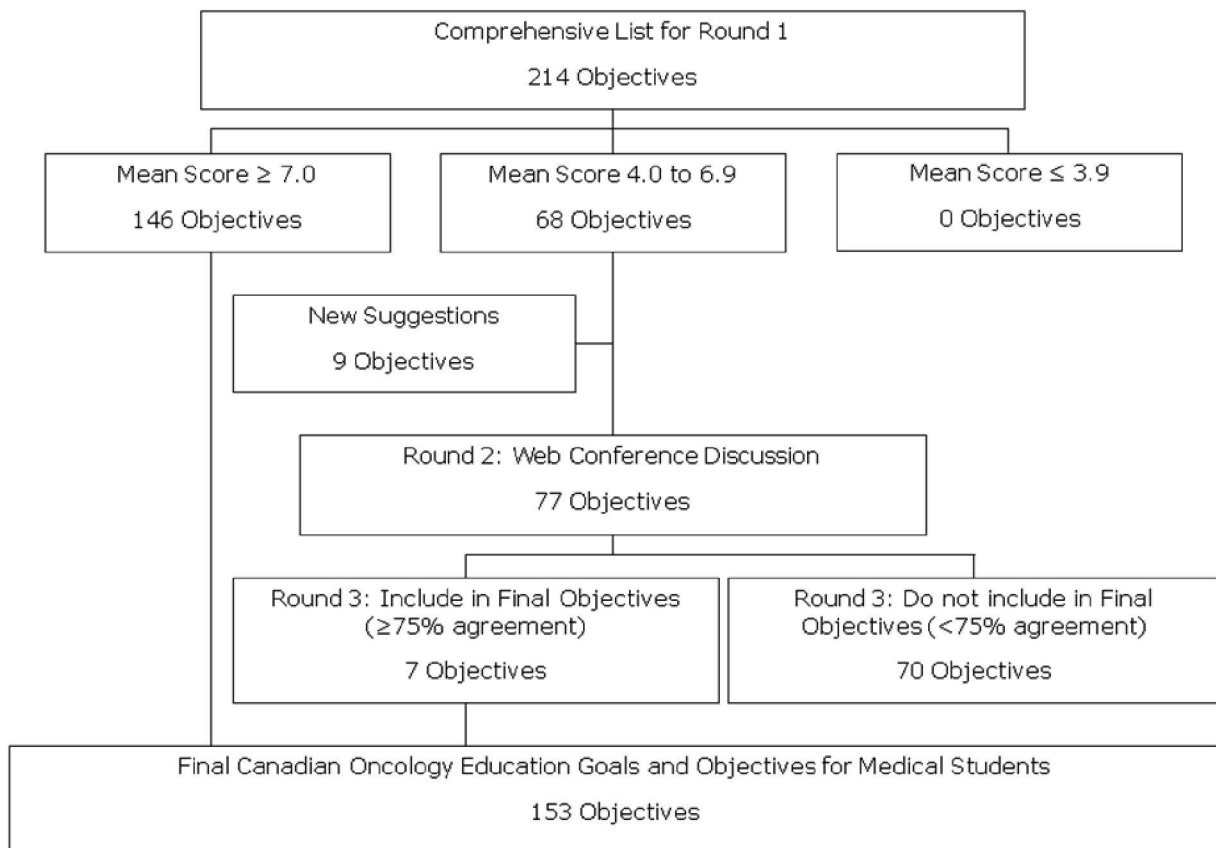 Comprehensive List for Round 1
214 Objectives
Mean Score ≥ 7.0
146 Objectives
Mean Score 4.0 to 6.9
68 Objectives
Mean Score ≤ 3.9
0 Objectives
New Suggestions
9 Objectives
Round 2: Web Conference Discussion
77 Objectives
Round 3: Include in Final Objectives
(≥75% agreement)
7 Objectives
Round 3: Do not include in Final
Objectives (<75% agreement)
70 Objectives
Final Canadian Oncology Education Goals and Objectives for Medical Students
153 Objectives